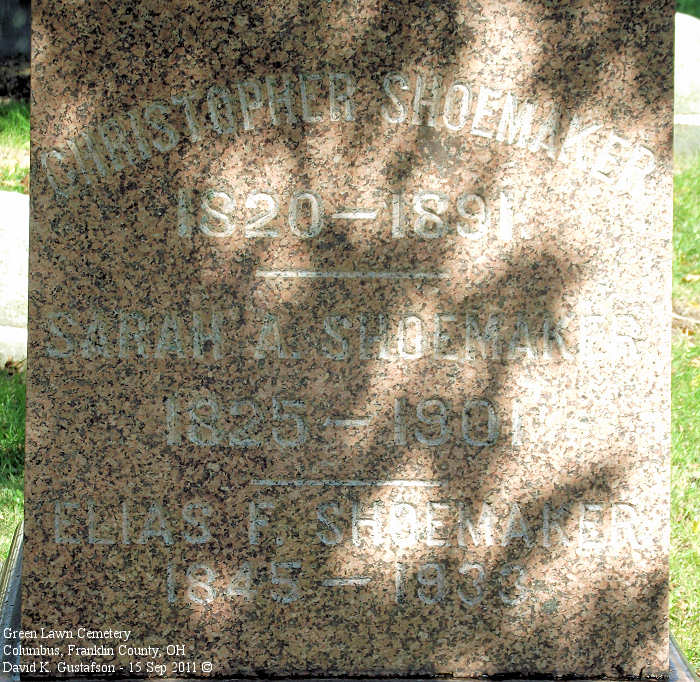 CHRISTOPHER SHOEMAKER
1820 – 1891
SARAH A. SHOEMAKER
1825 – 1901
ELIAS F. SHOEMAKER
1845 – 1933
Green Lawn Cemetery
Columbus, Franklin County, OH
David K. Gustafson - 15 Sep 2011 ©